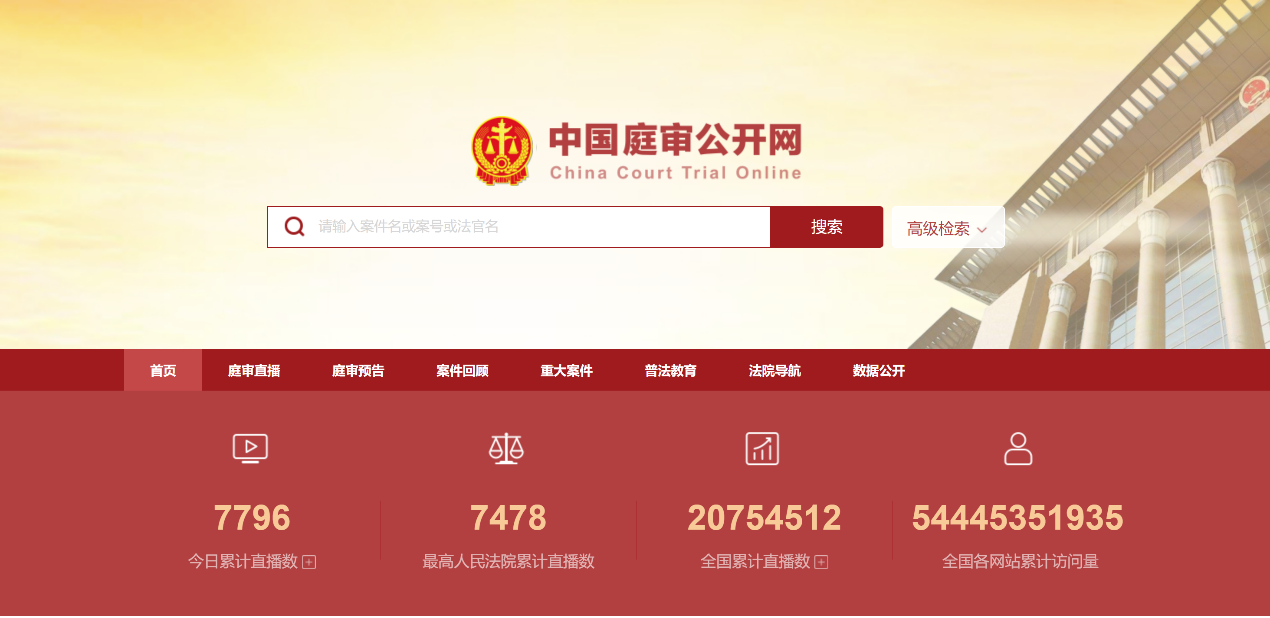 中国庭审公开网
China Court Trial Online
请输入案件名或案号或法官名
搜索
高级检索
首页 庭审直播 庭审预告 案件回顾 重大案件 普法教育 法院导航 数据公开
7796 7478 20754512 54445351935
今日累计直播数 最高人民法院累计直播数 全国累计直播数 全国各网站累计访问量